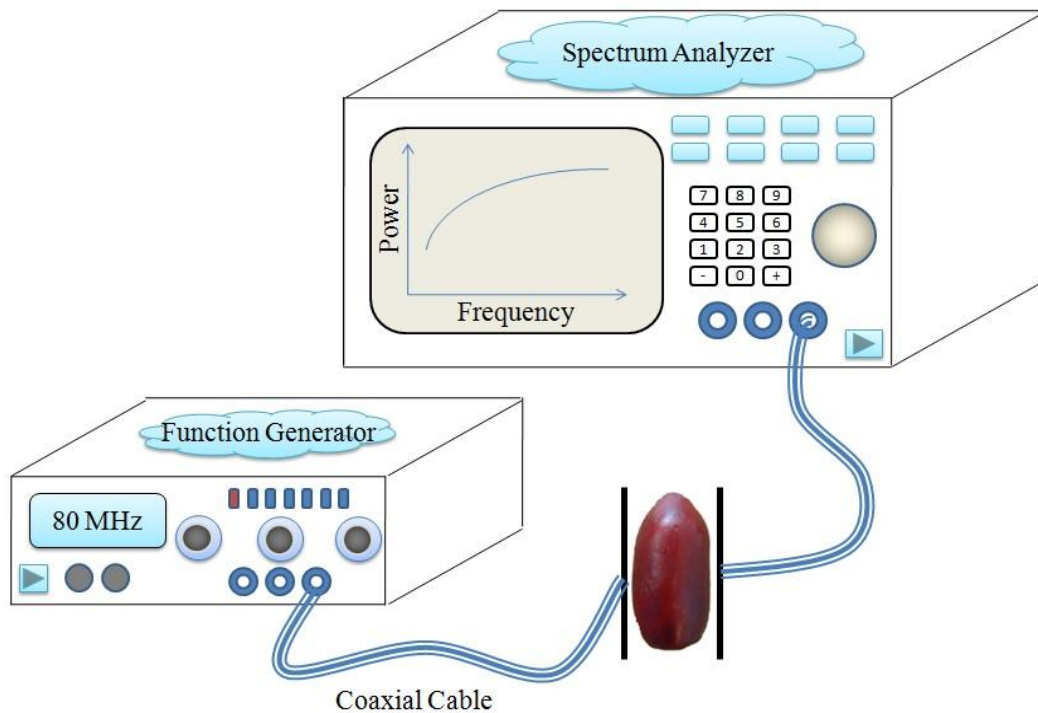 Spectrum Analyzer
Power
Frequency
7 8 9
4 5 6
1 2 3
- 0 +
Function Generator
80 MHz
Coaxial Cable